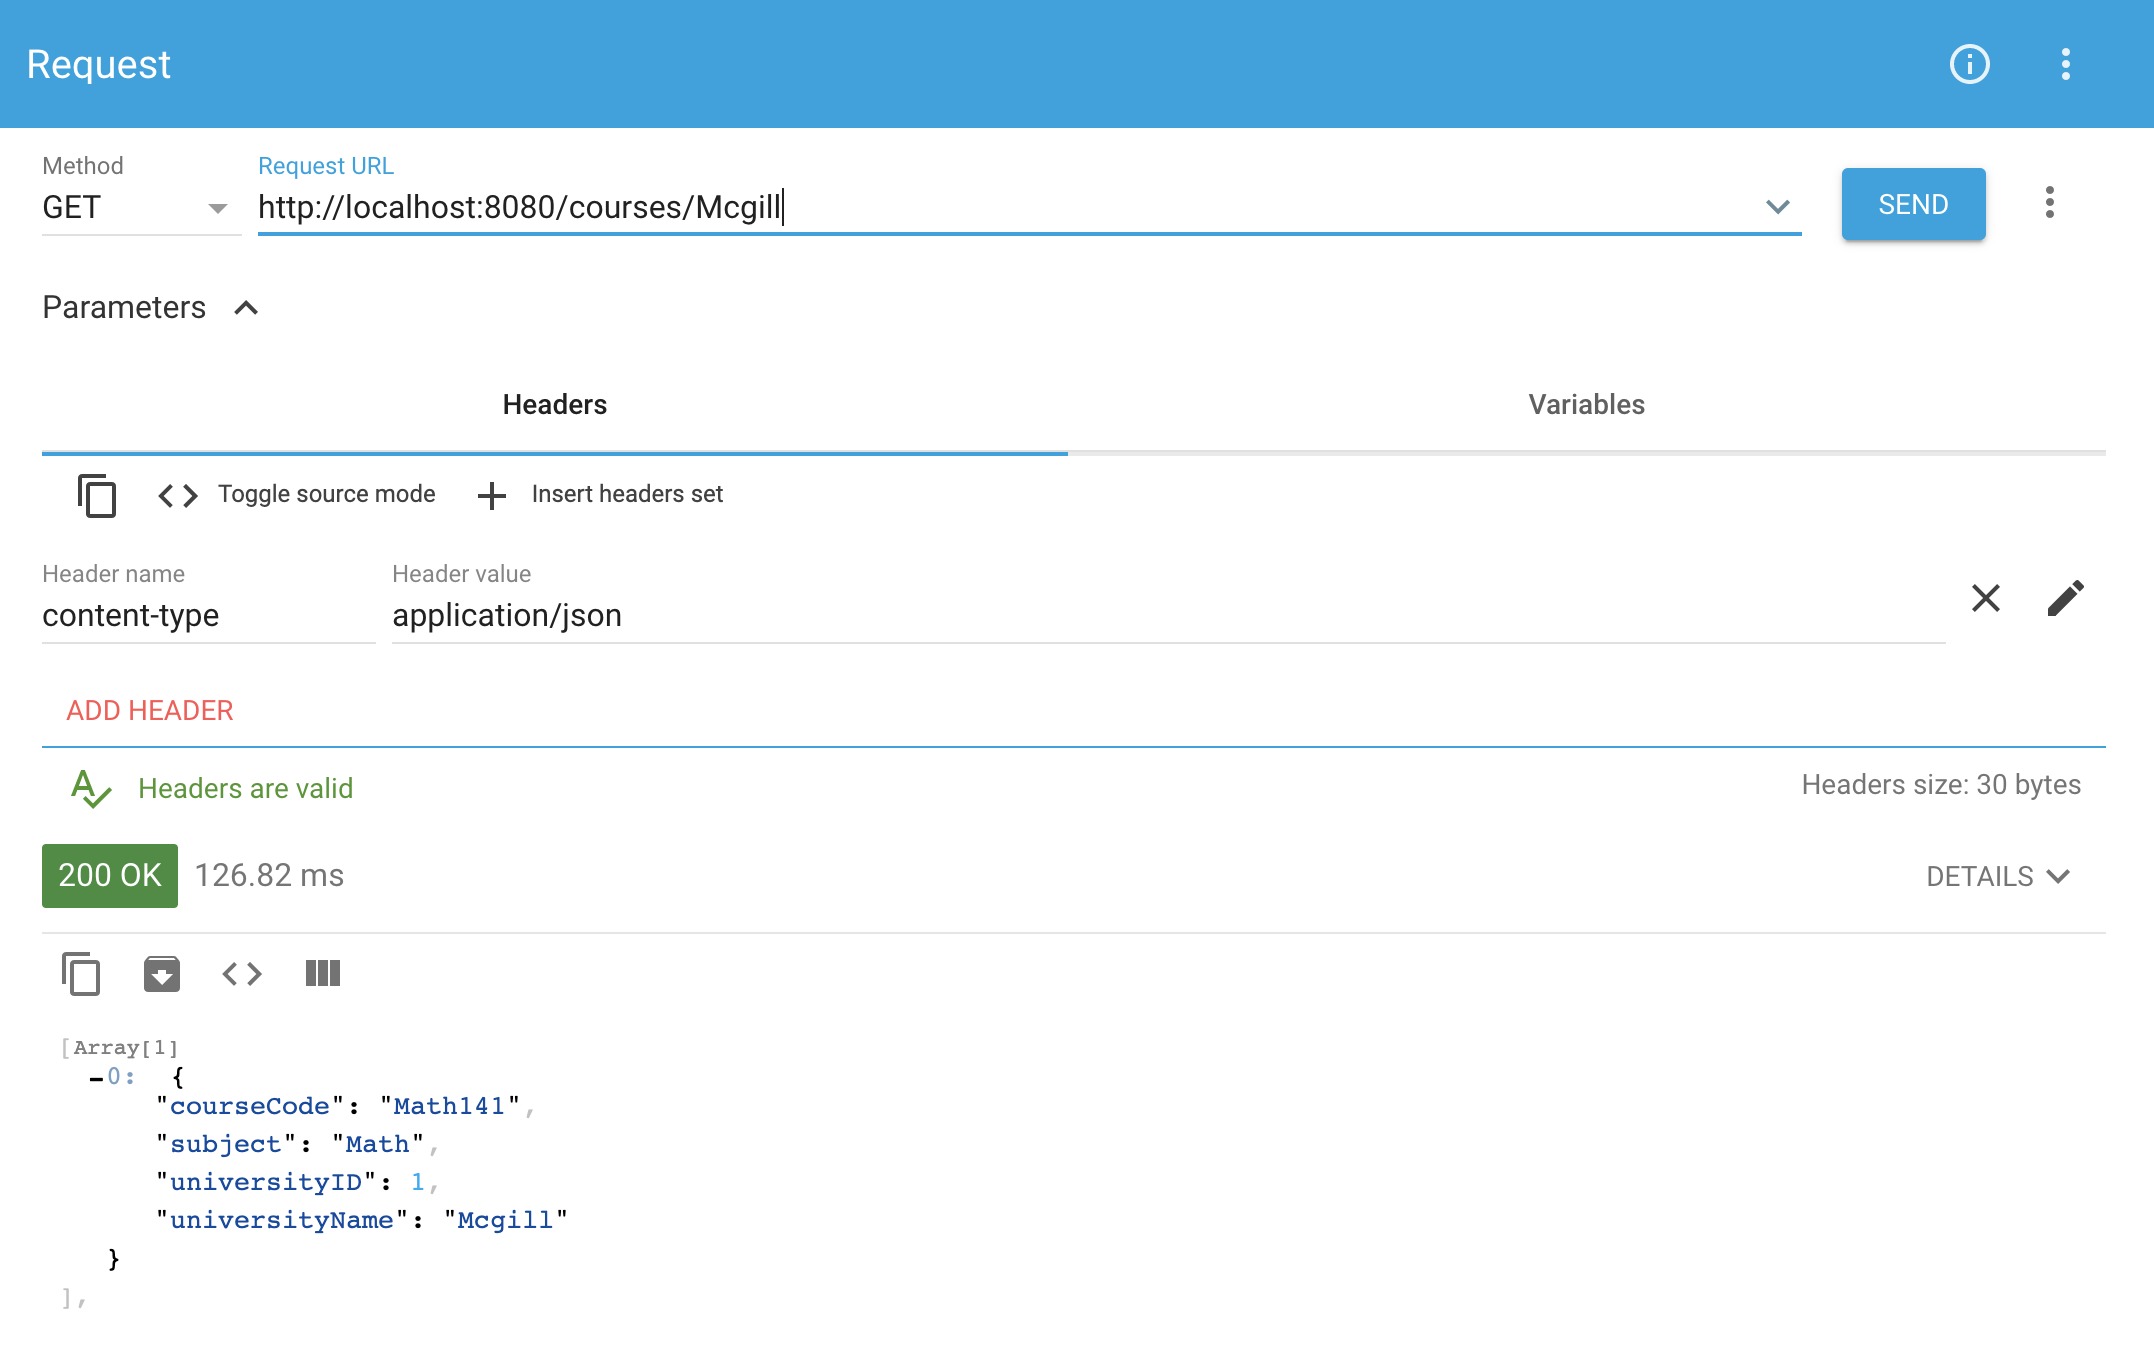 Request
Method
Request URL
GET
http://localhost:8080/courses/Mcgill
SEND
Parameters
Headers
Variables
Toggle source mode
Insert headers set
Header name
Header value
content-type
application/json
ADD HEADER
Headers are valid
Headers size: 30 bytes
200 OK
126.82 ms
DETAILS
[Array[1]
-0: {
"courseCode": "Math141",
"subject": "Math",
"universityID": 1,
"universityName": "Mcgill"
}
],